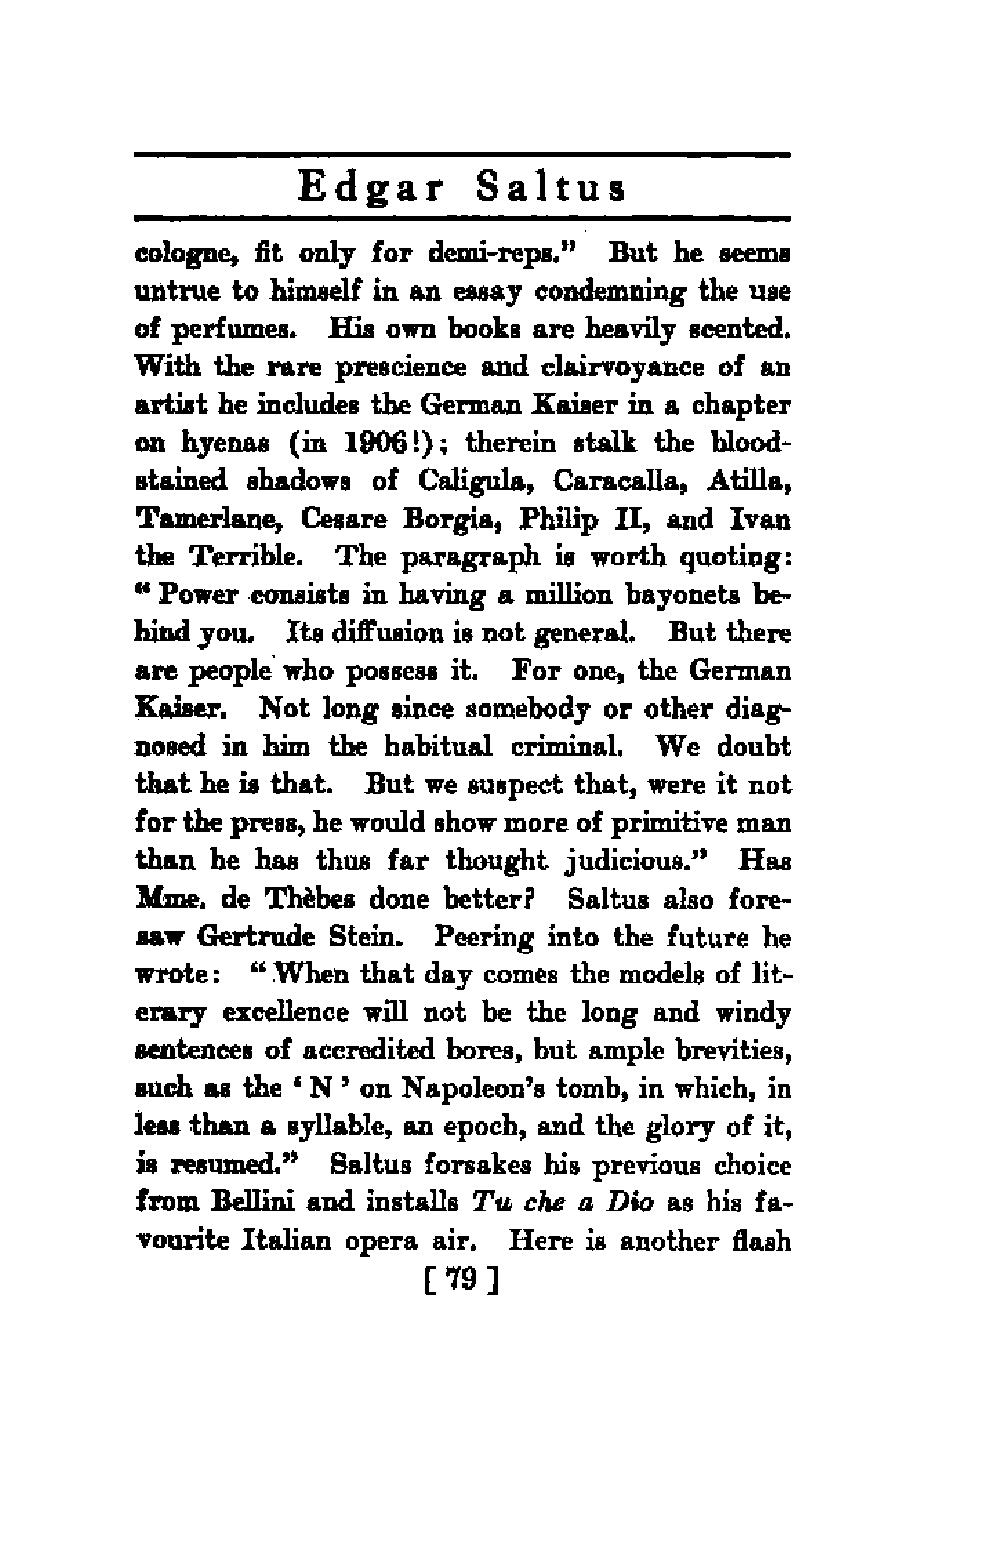 Edgar Saltus
cologne, fit only for demi-reps." But he seems
untrue to himself in an essay condemning the use
of perfumes. His own books are heavily scented.
With the rare prescience and clairvoyance of an
artist he includes the German Kaiser in a chapter
on hyenas (in 1906!); therein stalk the blood-
stained shadows of Caligula, Caracalla, Atilla,
Tamerlane, Cesare Borgia, Philip II, and Ivan
the Terrible. The paragraph is worth quoting:
" Power consists in having a million bayonets be-
hind you. Its diffusion is not general. But there
are people who possess it. For one, the German
Kaiser. Not long since somebody or other diag-
nosed in him the habitual criminal. We doubt
that he is that. But we suspect that, were it not
for the press, he would show more of primitive man
than he has thus far thought judicious." Has
Mme. de Thèbes done better? Saltus also fore-
saw Gertrude Stein. Peering into the future he
wrote: " When that day comes the models of lit-
erary excellence will not be the long and windy
sentences of accredited bores, but ample brevities,
such as the ' N ' on Napoleon's tomb, in which, in
less than a syllable, an epoch, and the glory of it,
is resumed." Saltus forsakes his previous choice
from Bellini and installs Tu che a Dio as his fa-
vourite Italian opera air. Here is another flash
[ 79 ]